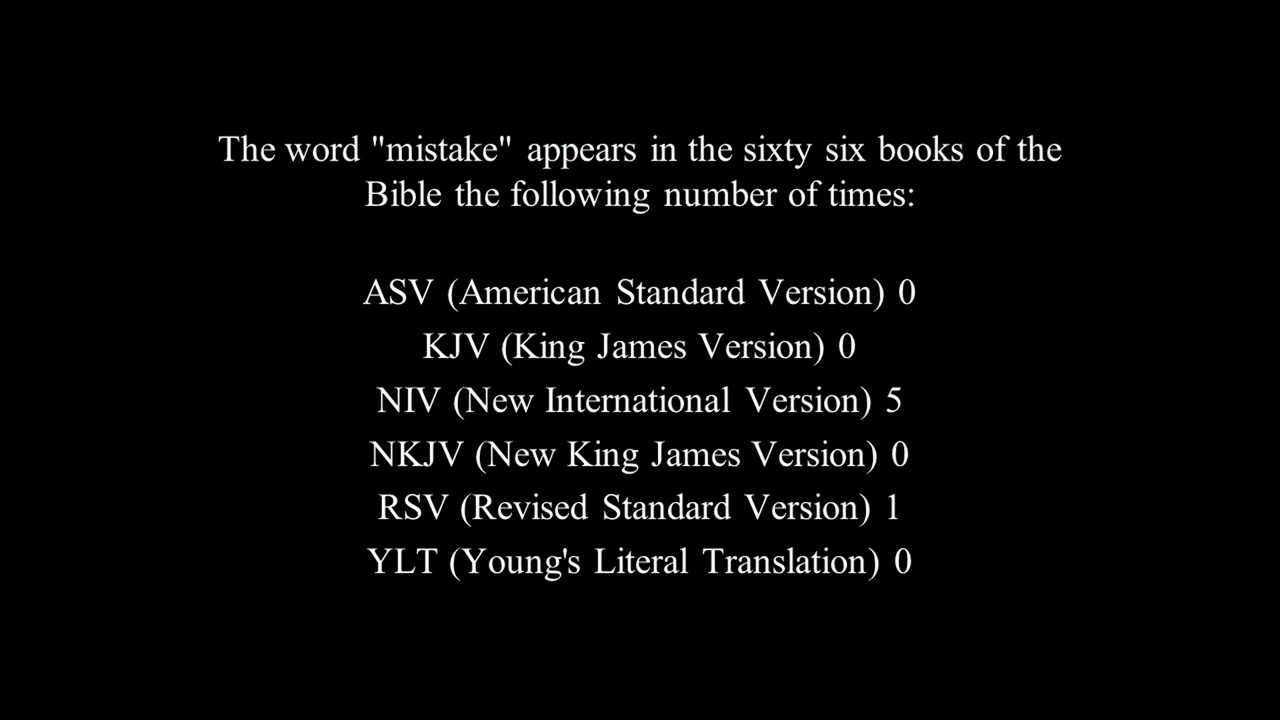 The word "mistake" appears in the sixty six books of the
Bible the following number of times:
ASV (American Standard Version) 0
KJV (King James Version) 0
NIV (New International Version) 5
NKJV (New King James Version) 0
RSV (Revised Standard Version) 1
YLT (Young's Literal Translation) 0